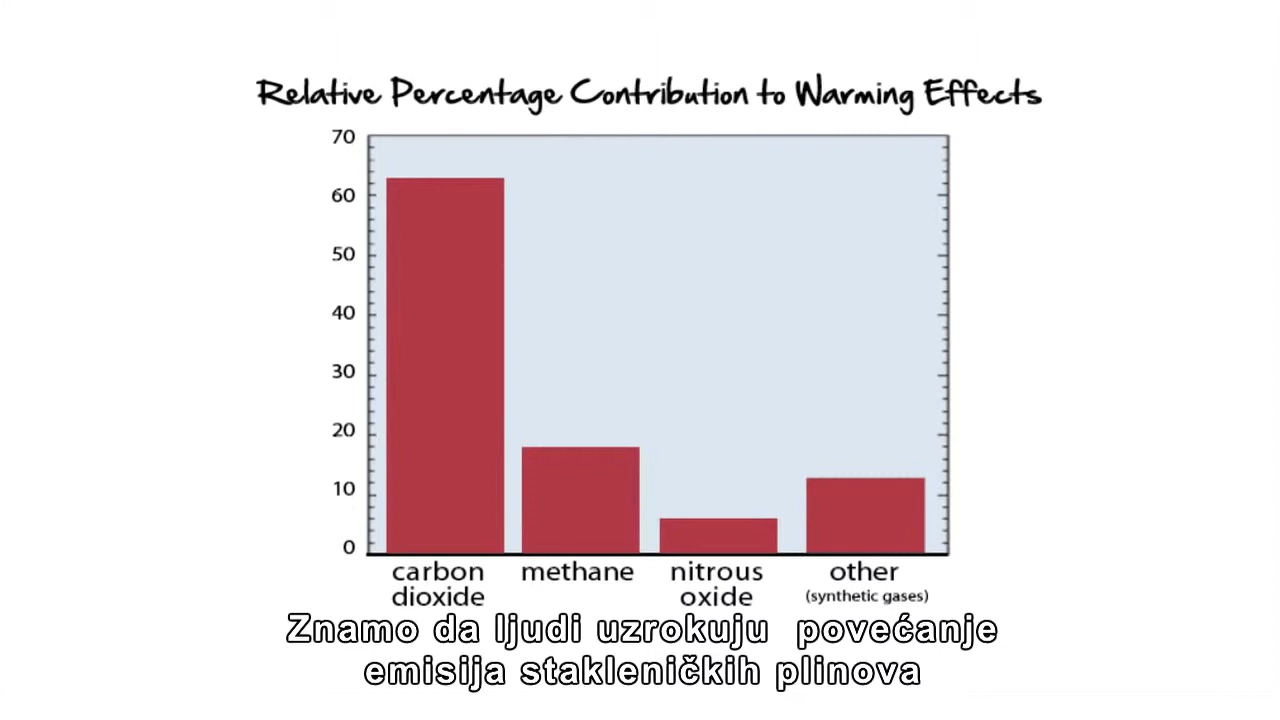 Relative Percentage Contribution to Warming Effects
70
60
50
40
30
20
10
0
carbon dioxide
methane
nitrous oxide
other
(synthetic gases)
Znamo da ljudi uzrokuju povećanje
emisija stakleničkih plinova